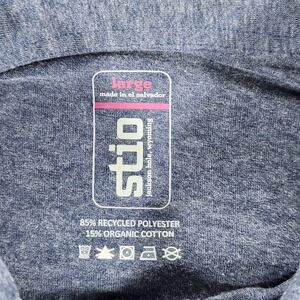 large
made in el salvador
stio
jackson hole, wyoming
85% RECYCLED POLYESTER
15% ORGANIC COTTON